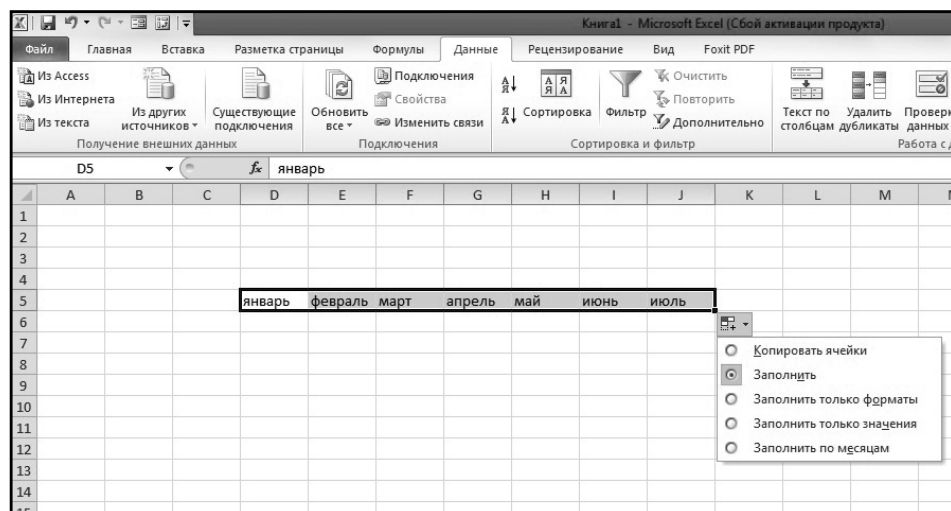 Книга1 - Microsoft Excel (Сбой активации продукта)
Файл Главная Вставка Разметка страницы Формулы Данные Рецензирование Вид Foxit PDF
Из Access
Из Интернета
Из текста
Из других
источников
Существующие
подключения
Получение внешних данных
Обновить
все
Подключения
Свойства
Изменить связи
Подключения
Сортировка
Фильтр
Очистить
Повторить
Дополнительно
Сортировка и фильтр
Текст по
столбцам
Удалить
дубликаты
Проверк
данных
Работа с д
D5 fx январь
A B C D E F G H I J K L M
1
2
3
4
5 январь февраль март апрель май июнь июль
6
7
8
9
10
11
12
13
14
Копировать ячейки
Заполнить
Заполнить только форматы
Заполнить только значения
Заполнить по месяцам